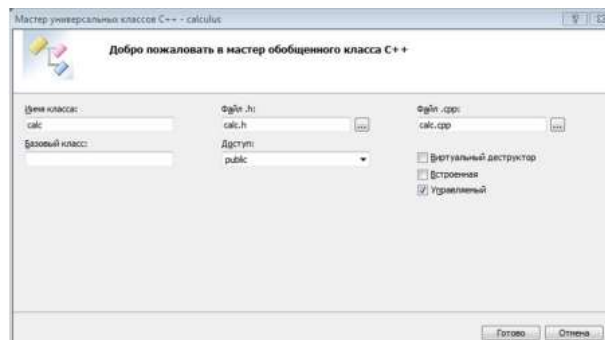 Мастер универсальных классов C++ - calculus
Добро пожаловать в мастер обобщенного класса C++
Имя класса:
Файл .h:
Файл .cpp:
calc
calc.h
...
calc.cpp
...
Базовый класс:
Доступ:
public
Виртуальный деструктор
Встроенная
Управляемый
Готово
Отмена